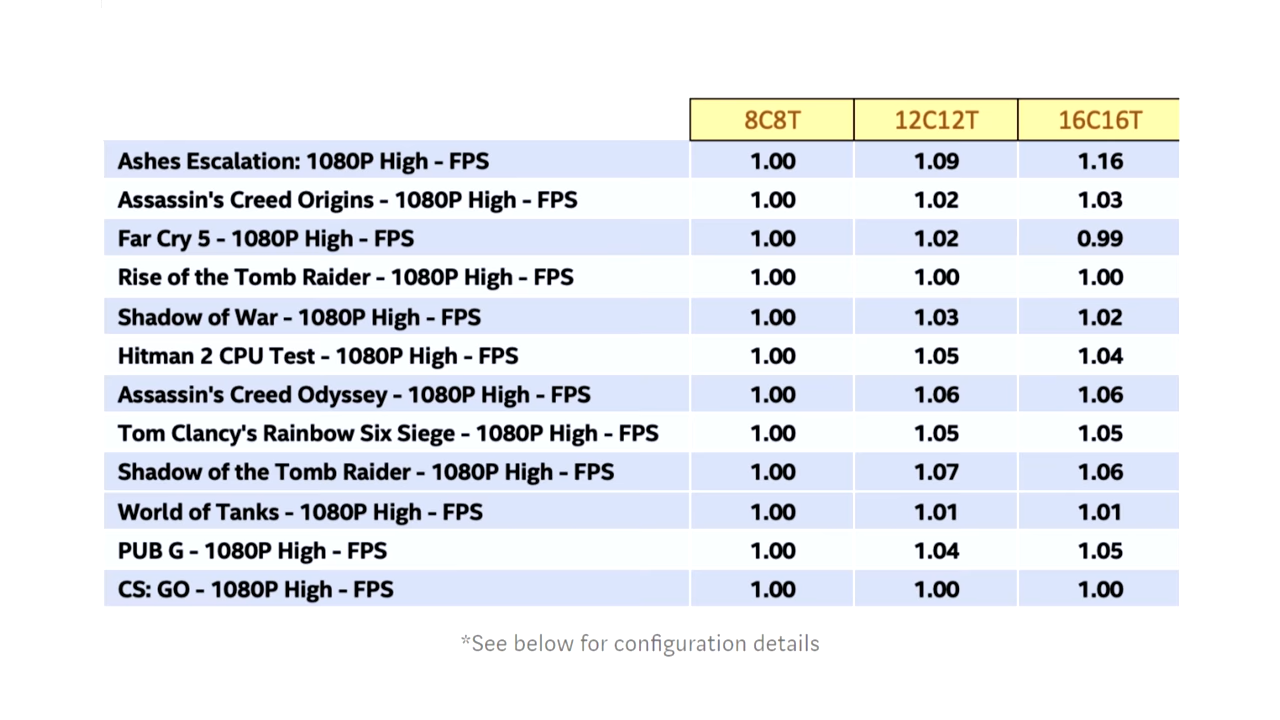 8C8T 12C12T 16C16T
Ashes Escalation: 1080P High - FPS 1.00 1.09 1.16
Assassin's Creed Origins - 1080P High - FPS 1.00 1.02 1.03
Far Cry 5 - 1080P High - FPS 1.00 1.02 0.99
Rise of the Tomb Raider - 1080P High - FPS 1.00 1.00 1.00
Shadow of War - 1080P High - FPS 1.00 1.03 1.02
Hitman 2 CPU Test - 1080P High - FPS 1.00 1.05 1.04
Assassin's Creed Odyssey - 1080P High - FPS 1.00 1.06 1.06
Tom Clancy's Rainbow Six Siege - 1080P High - FPS 1.00 1.05 1.05
Shadow of the Tomb Raider - 1080P High - FPS 1.00 1.07 1.06
World of Tanks - 1080P High - FPS 1.00 1.01 1.01
PUB G - 1080P High - FPS 1.00 1.04 1.05
CS: GO - 1080P High - FPS 1.00 1.00 1.00
*See below for configuration details